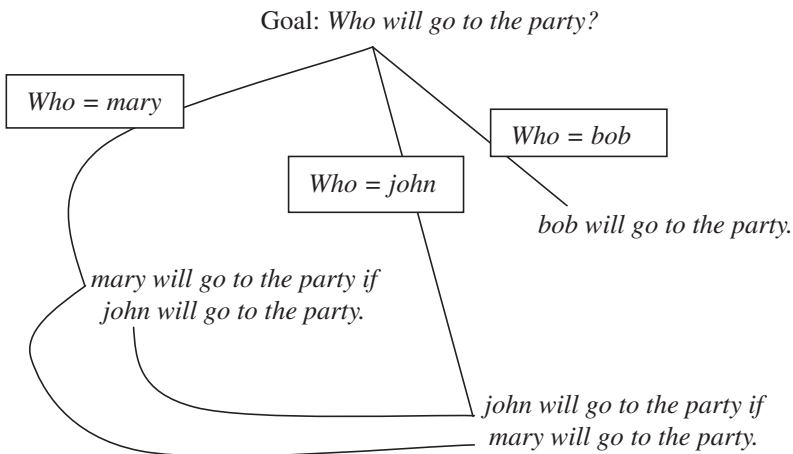 Goal: Who will go to the party?
Who = mary
Who = bob
Who = john
bob will go to the party.
mary will go to the party if
john will go to the party.
john will go to the party if
mary will go to the party.